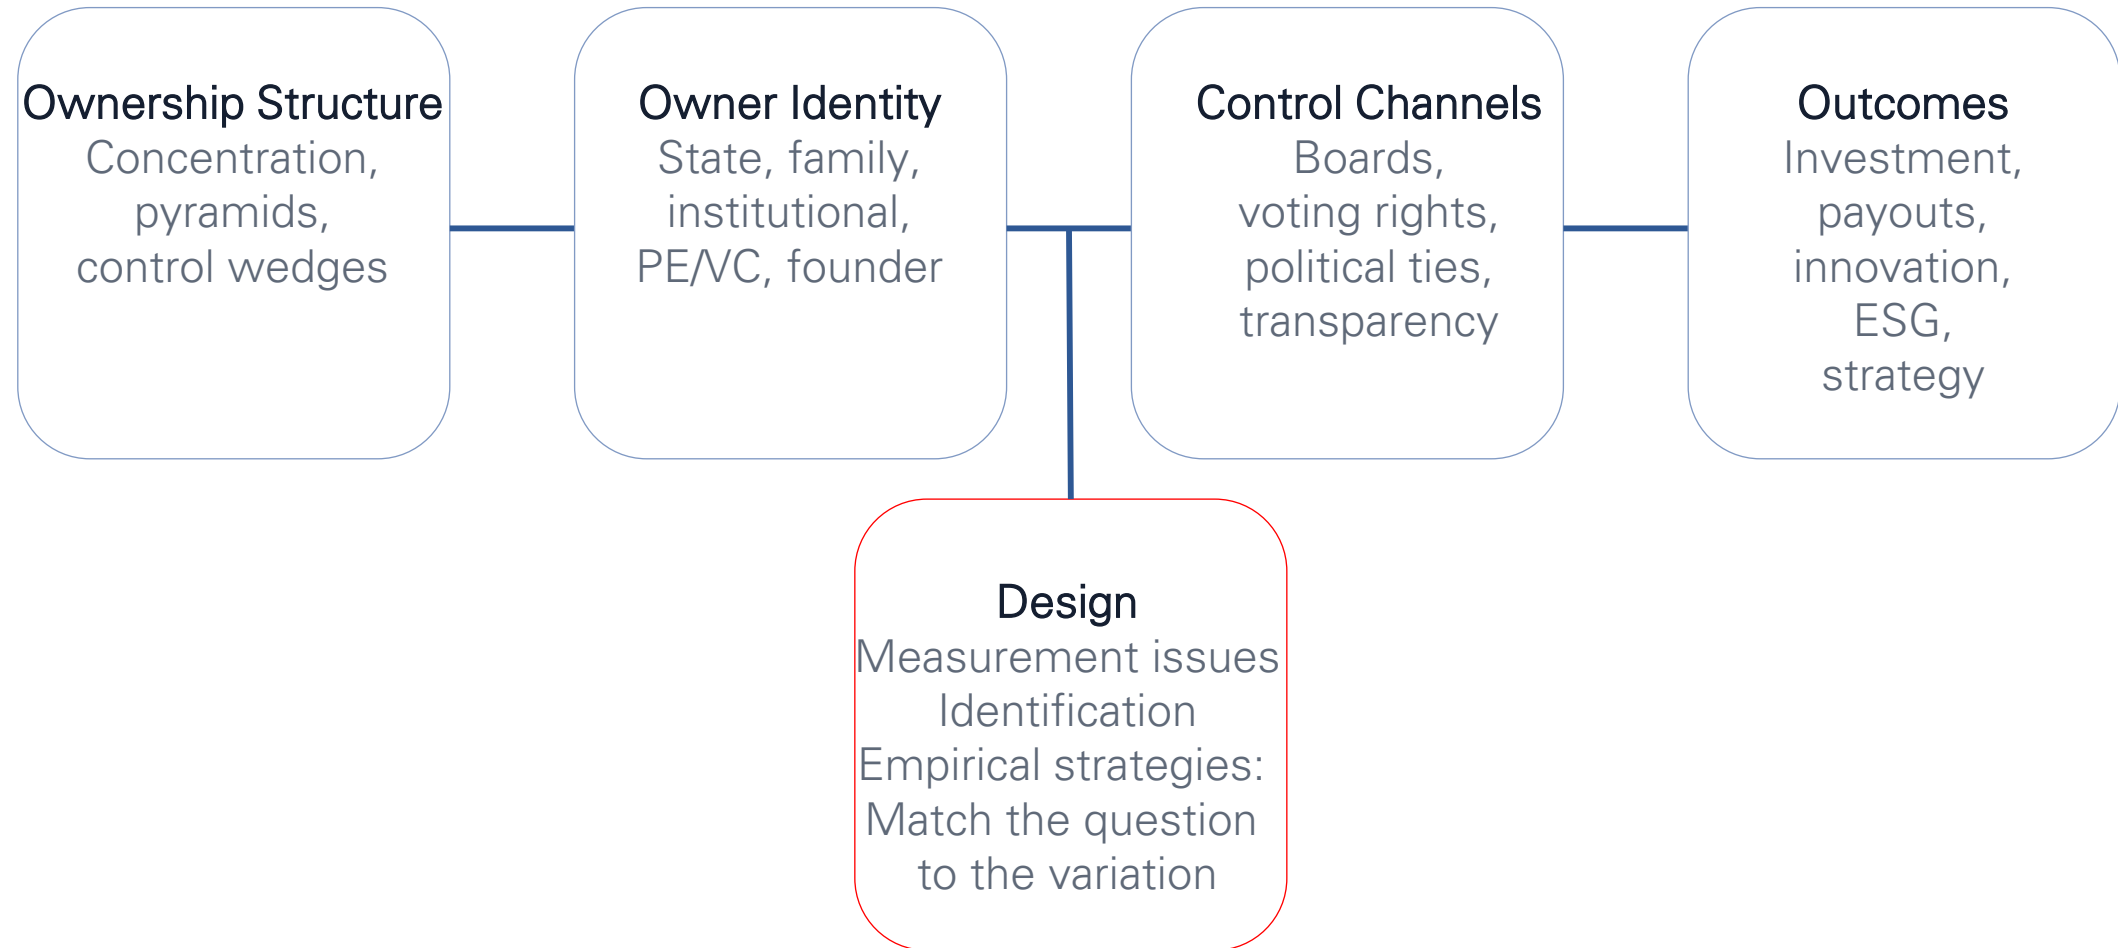 Ownership Structure
Concentration,
pyramids,
control wedges
Owner Identity
State, family,
institutional,
PE/VC, founder
Control Channels
Boards,
voting rights,
political ties,
transparency
Outcomes
Investment,
payouts,
innovation,
ESG,
strategy
Design
Measurement issues
Identification
Empirical strategies:
Match the question
to the variation